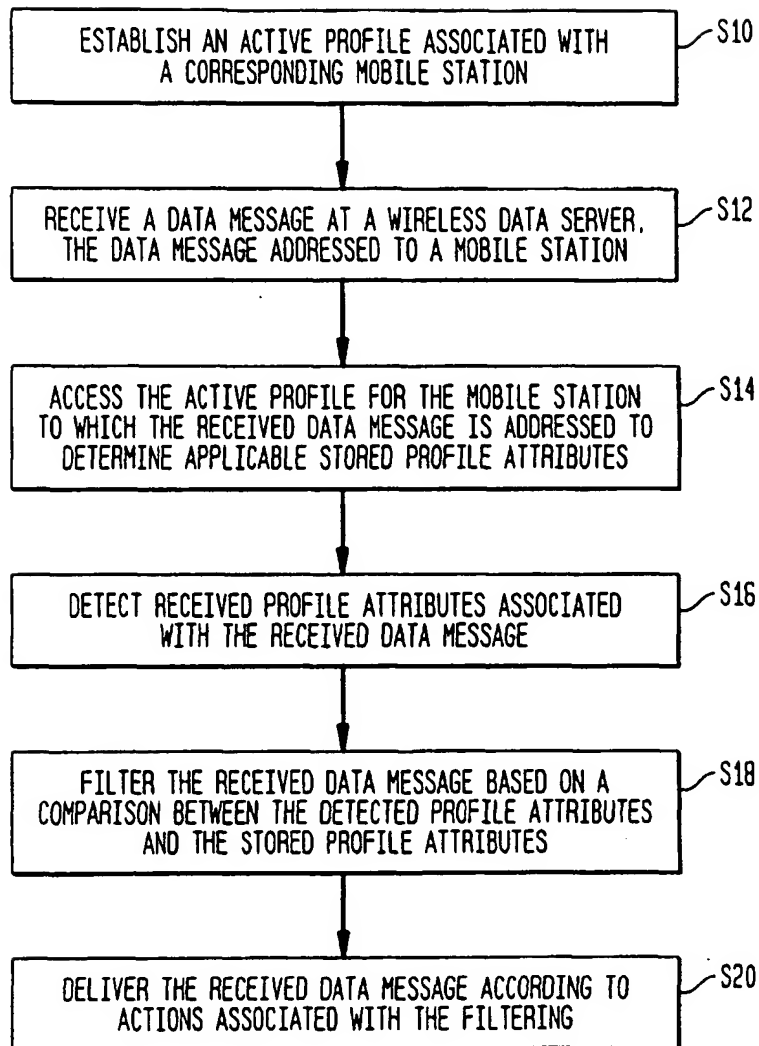 ESTABLISH AN ACTIVE PROFILE ASSOCIATED WITH
A CORRESPONDING MOBILE STATION
S10
RECEIVE A DATA MESSAGE AT A WIRELESS DATA SERVER,
THE DATA MESSAGE ADDRESSED TO A MOBILE STATION
S12
ACCESS THE ACTIVE PROFILE FOR THE MOBILE STATION
TO WHICH THE RECEIVED DATA MESSAGE IS ADDRESSED TO
DETERMINE APPLICABLE STORED PROFILE ATTRIBUTES
S14
DETECT RECEIVED PROFILE ATTRIBUTES ASSOCIATED
WITH THE RECEIVED DATA MESSAGE
S16
FILTER THE RECEIVED DATA MESSAGE BASED ON A
COMPARISON BETWEEN THE DETECTED PROFILE ATTRIBUTES
AND THE STORED PROFILE ATTRIBUTES
S18
DELIVER THE RECEIVED DATA MESSAGE ACCORDING TO
ACTIONS ASSOCIATED WITH THE FILTERING
S20